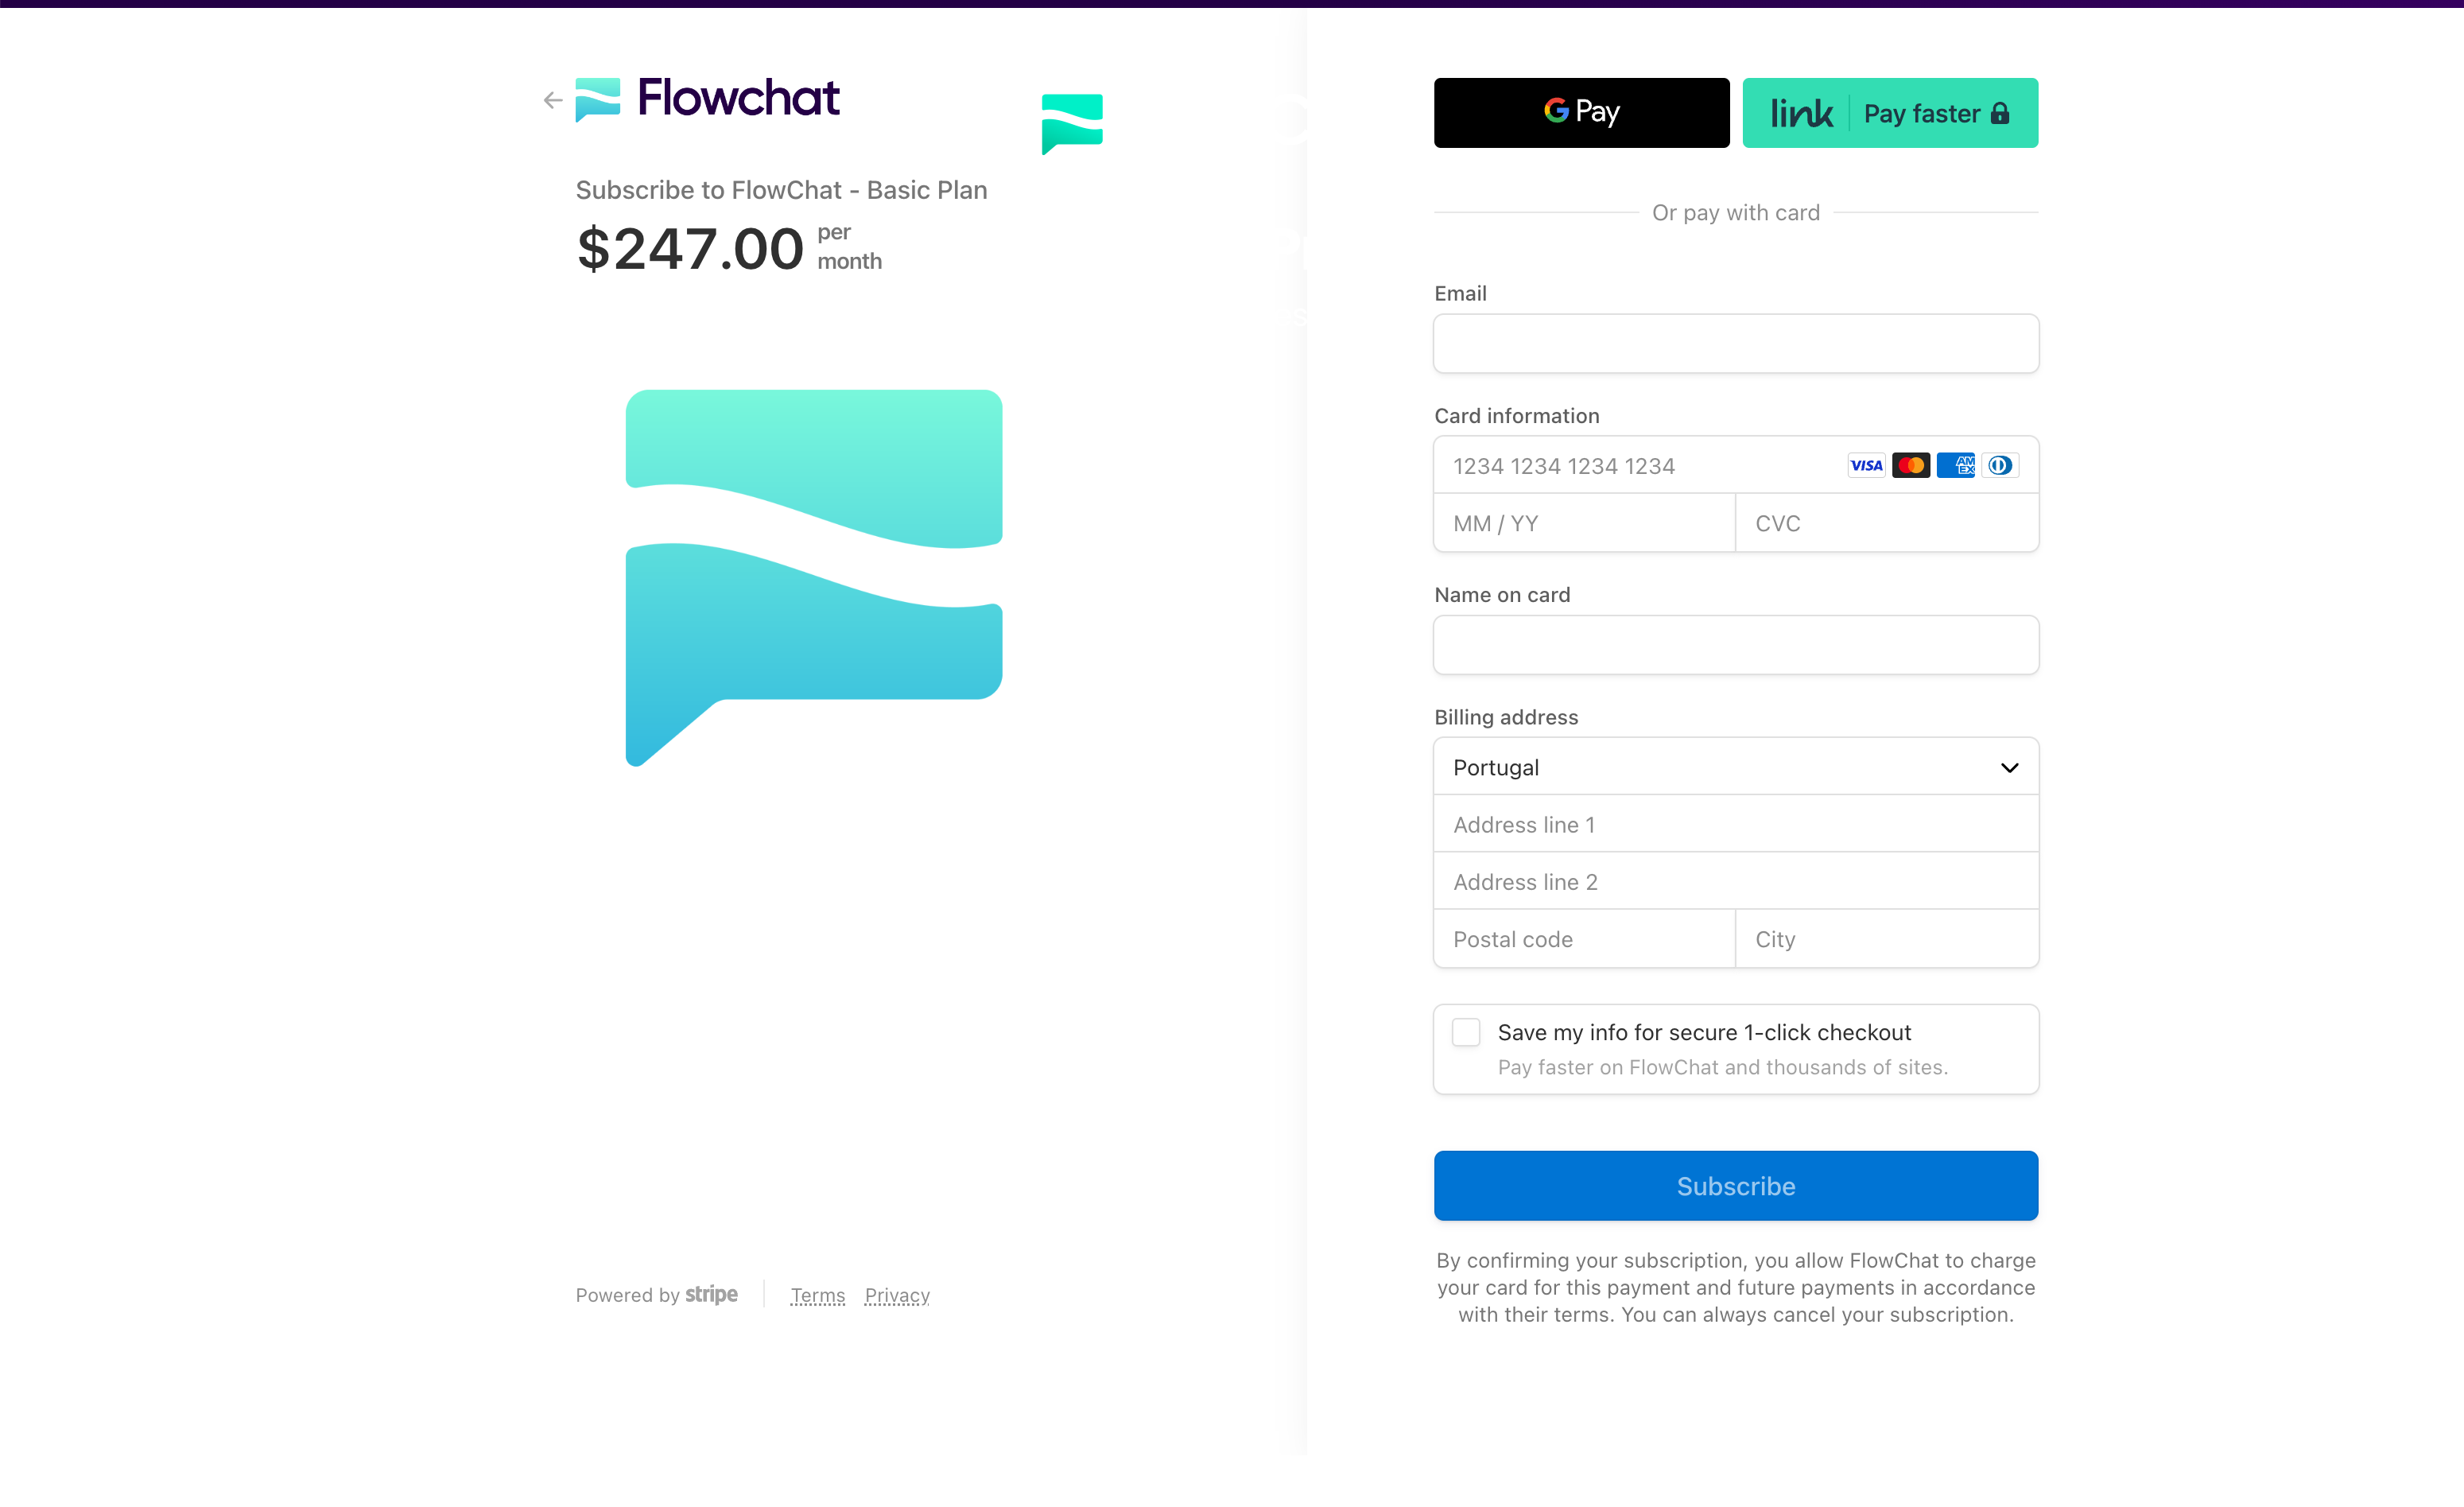 Flowchat
Subscribe to FlowChat - Basic Plan
$247.00 per
month
Powered by stripe
Terms Privacy
G Pay
link Pay faster
Or pay with card
Email
Card information
1234 1234 1234 1234
VISA
AM
EX
MM / YY
CVC
Name on card
Billing address
Portugal
Address line 1
Address line 2
Postal code
City
Save my info for secure 1-click checkout
Pay faster on FlowChat and thousands of sites.
Subscribe
By confirming your subscription, you allow FlowChat to charge
your card for this payment and future payments in accordance
with their terms. You can always cancel your subscription.